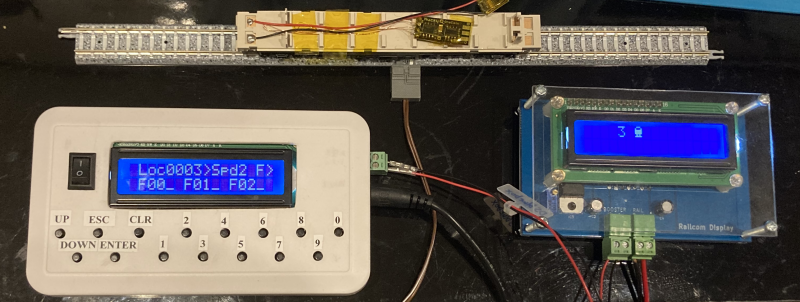 Loc0003>Spd2 F>
F00_ F01_ F02_
UP ESC CLR 2 4 6 8 0
DOWN ENTER 1 3 5 7 9
3
BOOSTER RAIL
Railcom Display